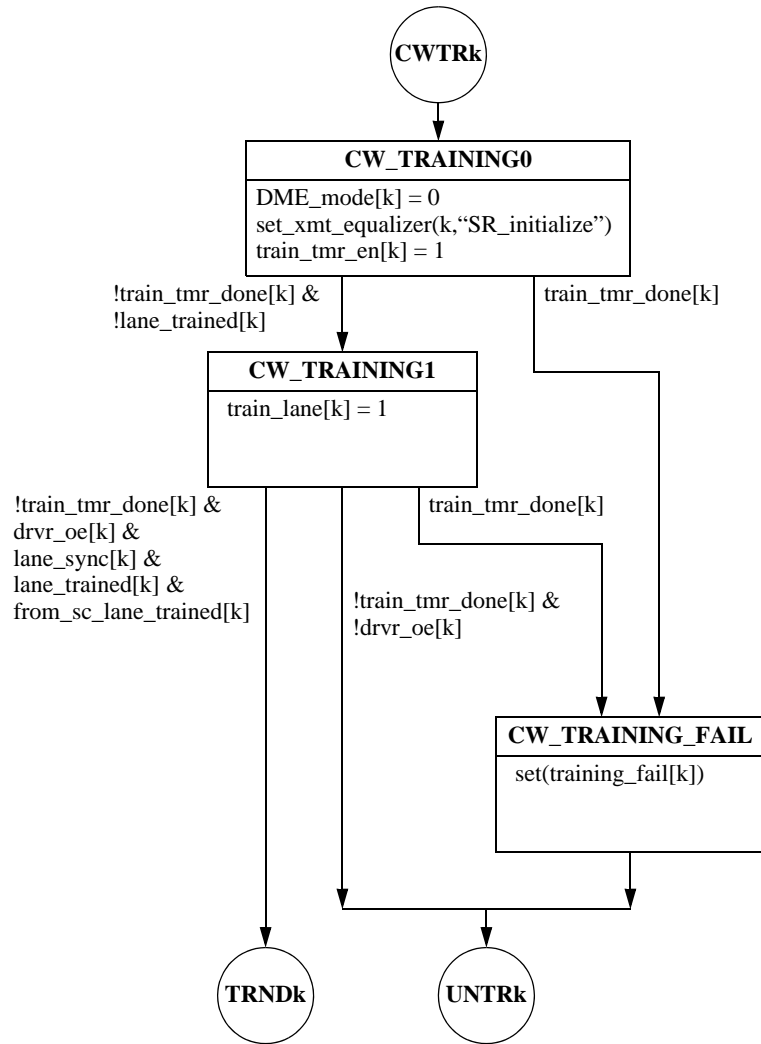 CWTRk
CW_TRAINING0
DME_mode[k] = 0
set_xmt_equalizer(k,“SR_initialize”)
train_tmr_en[k] = 1
!train_tmr_done[k] &
!lane_trained[k]
train_tmr_done[k]
CW_TRAINING1
train_lane[k] = 1
!train_tmr_done[k] &
drvr_oe[k] &
lane_sync[k] &
lane_trained[k] &
from_sc_lane_trained[k]
train_tmr_done[k]
!train_tmr_done[k] &
!drvr_oe[k]
CW_TRAINING_FAIL
set(training_fail[k])
TRNDk
UNTRk